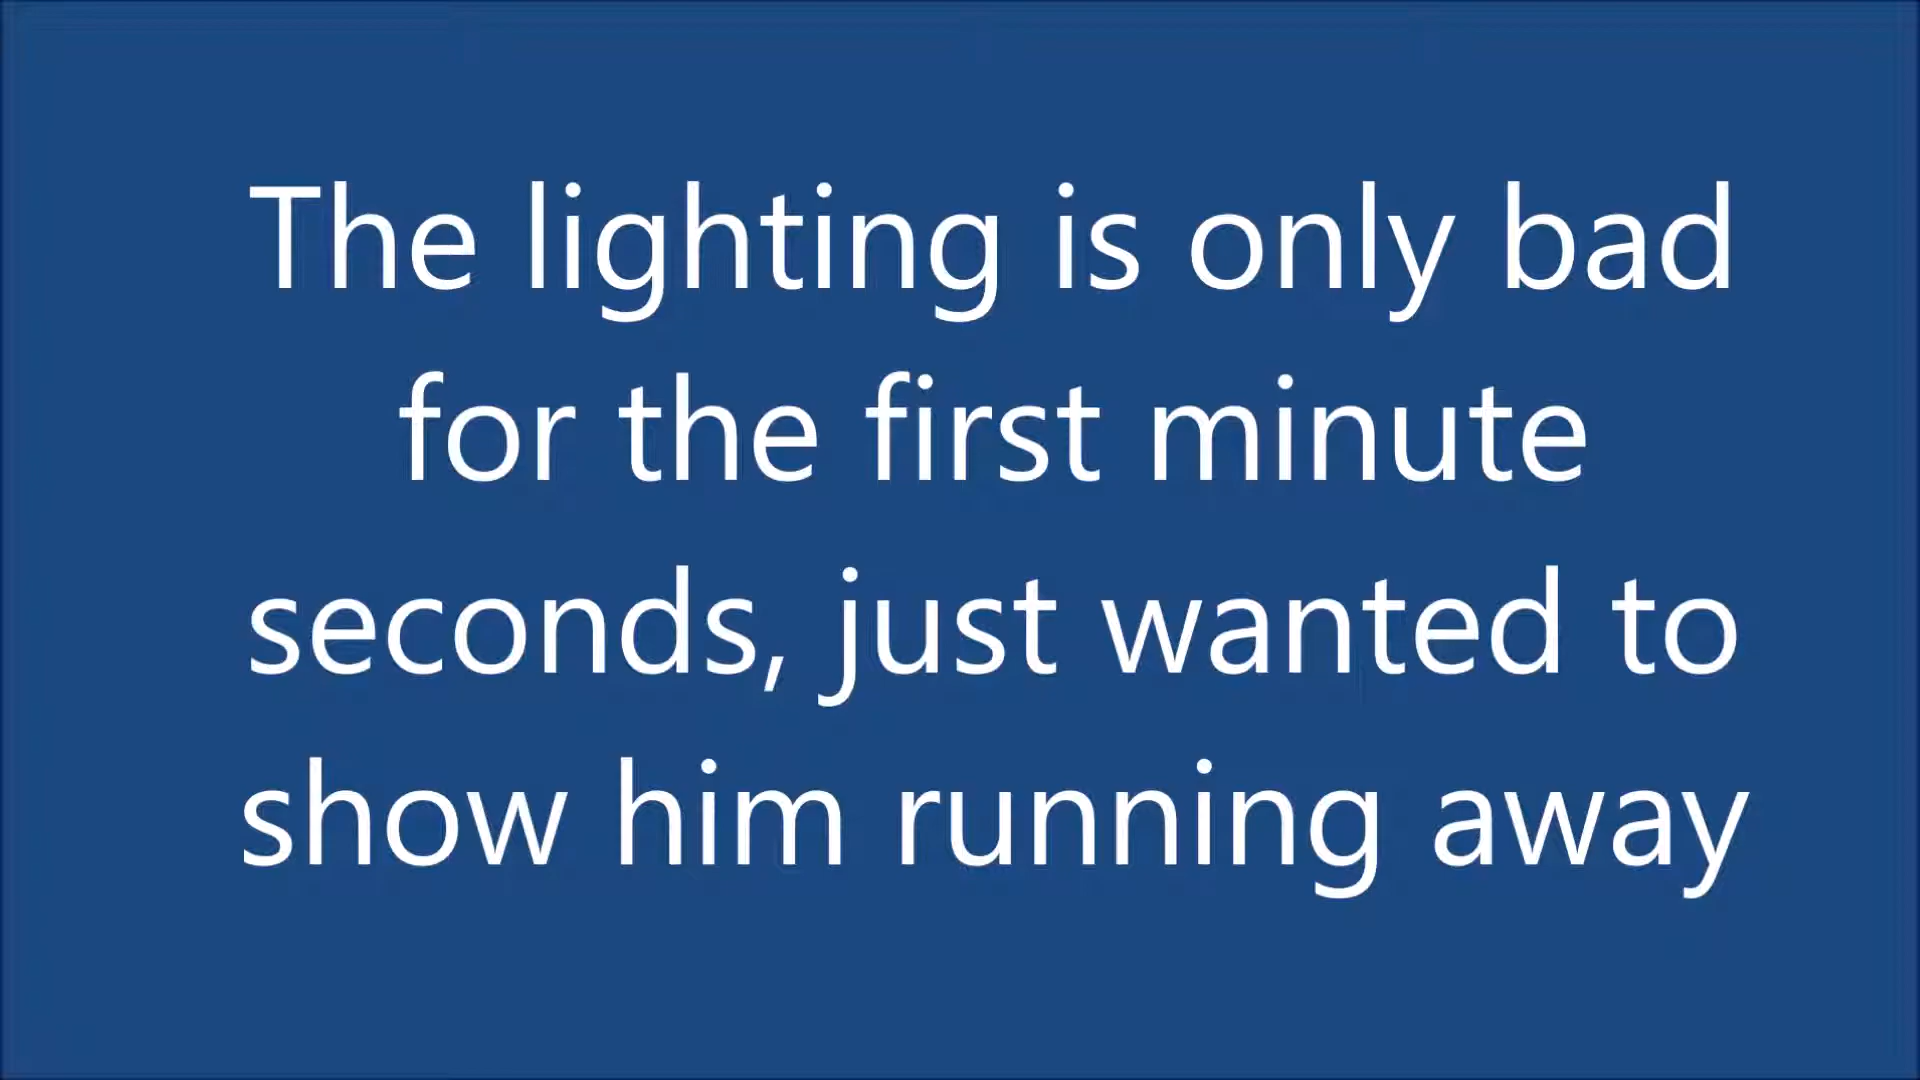 The lighting is only bad
for the first minute
seconds, just wanted to
show him running away